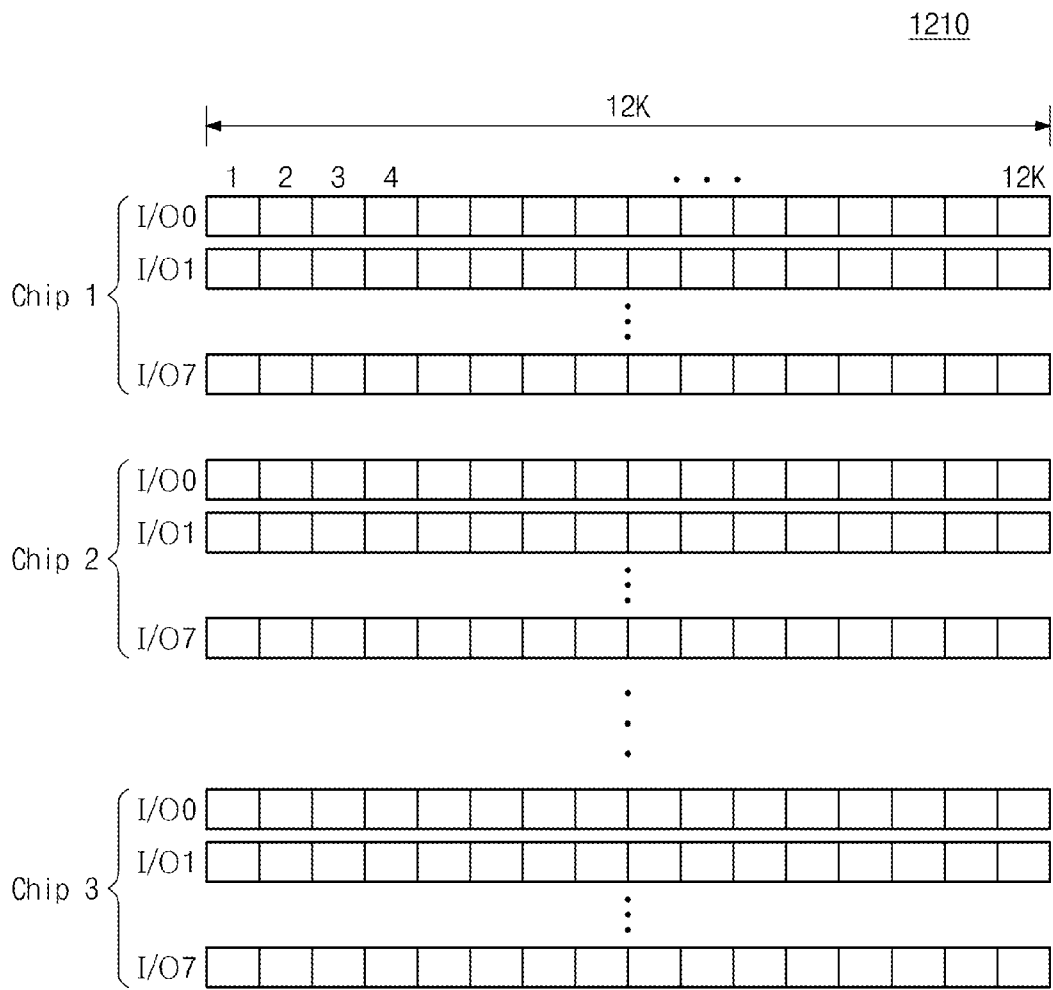 1210
12K
1 2 3 4 · · · 12K
Chip 1
I/O0
I/O1
I/O7
Chip 2
I/O0
I/O1
I/O7
Chip 3
I/O0
I/O1
I/O7